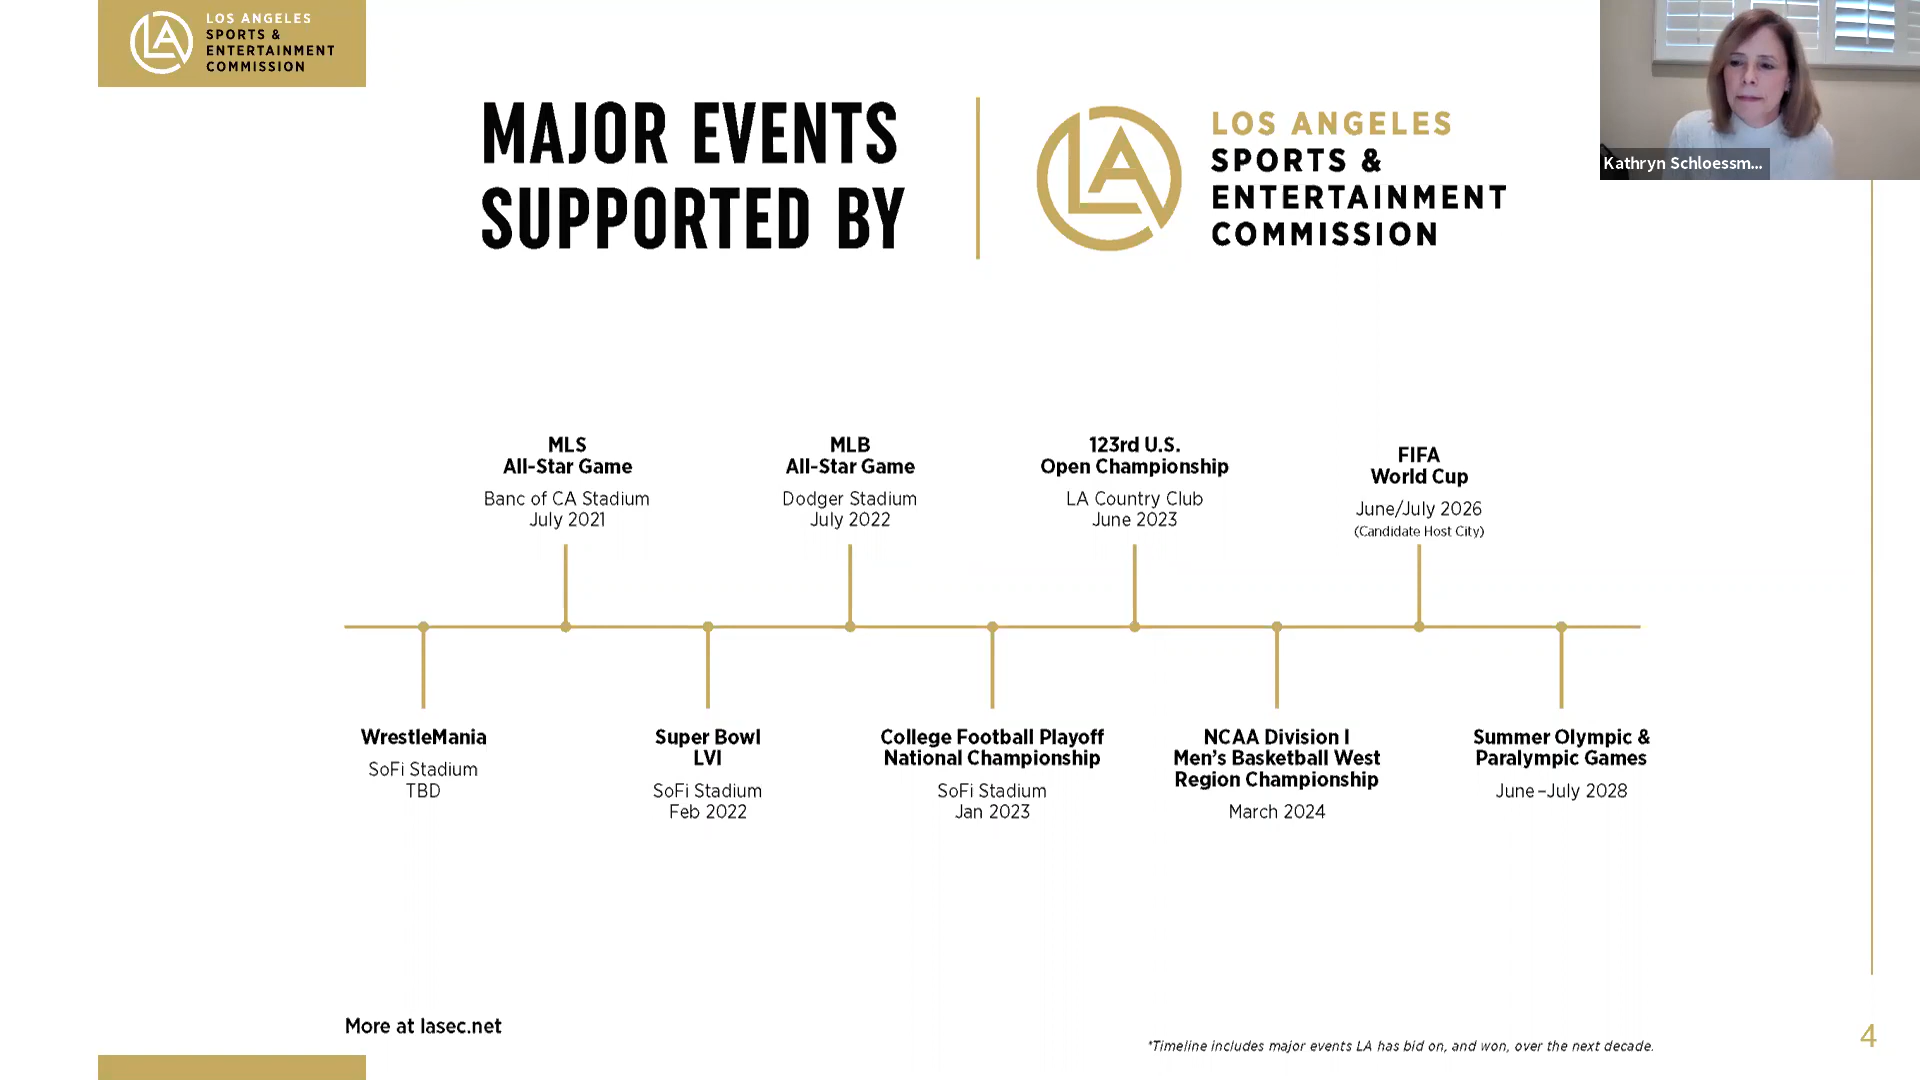 LOS ANGELES
SPORTS &
ENTERTAINMENT
COMMISSION
MAJOR EVENTS
SUPPORTED BY
LA
LOS ANGELES
SPORTS &
ENTERTAINMENT
COMMISSION
Kathryn Schloessm...
MLS
All-Star Game
Banc of CA Stadium
July 2021
MLB
All-Star Game
Dodger Stadium
July 2022
123rd U.S.
Open Championship
LA Country Club
June 2023
FIFA
World Cup
June/July 2026
(Candidate Host City)
WrestleMania
SoFi Stadium
TBD
Super Bowl
LVI
SoFi Stadium
Feb 2022
College Football Playoff
National Championship
SoFi Stadium
Jan 2023
NCAA Division I
Men's Basketball West
Region Championship
March 2024
Summer Olympic &
Paralympic Games
June–July 2028
More at lasec.net
*Timeline includes major events LA has bid on, and won, over the next decade.
4